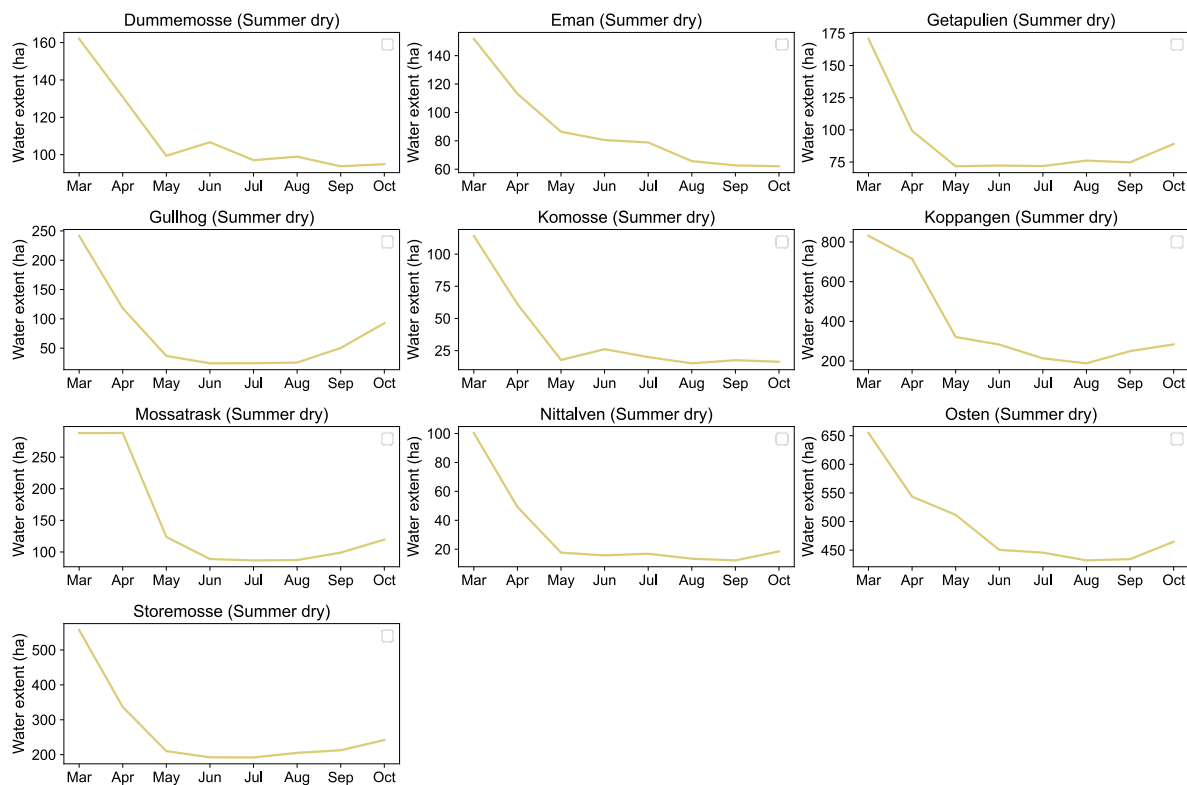 Dummemosse (Summer dry)
Water extent (ha)
160
140
120
100
Mar Apr May Jun Jul Aug Sep Oct
Eman (Summer dry)
Water extent (ha)
140
120
100
80
60
Mar Apr May Jun Jul Aug Sep Oct
Getapulien (Summer dry)
Water extent (ha)
175
150
125
100
75
Mar Apr May Jun Jul Aug Sep Oct
Gullhog (Summer dry)
Water extent (ha)
250
200
150
100
50
Mar Apr May Jun Jul Aug Sep Oct
Komosse (Summer dry)
Water extent (ha)
100
75
50
25
Mar Apr May Jun Jul Aug Sep Oct
Koppangen (Summer dry)
Water extent (ha)
800
600
400
200
Mar Apr May Jun Jul Aug Sep Oct
Mossatrask (Summer dry)
Water extent (ha)
250
200
150
100
Mar Apr May Jun Jul Aug Sep Oct
Nittalven (Summer dry)
Water extent (ha)
100
80
60
40
20
Mar Apr May Jun Jul Aug Sep Oct
Osten (Summer dry)
Water extent (ha)
650
600
550
500
450
Mar Apr May Jun Jul Aug Sep Oct
Storemosse (Summer dry)
Water extent (ha)
500
400
300
200
Mar Apr May Jun Jul Aug Sep Oct